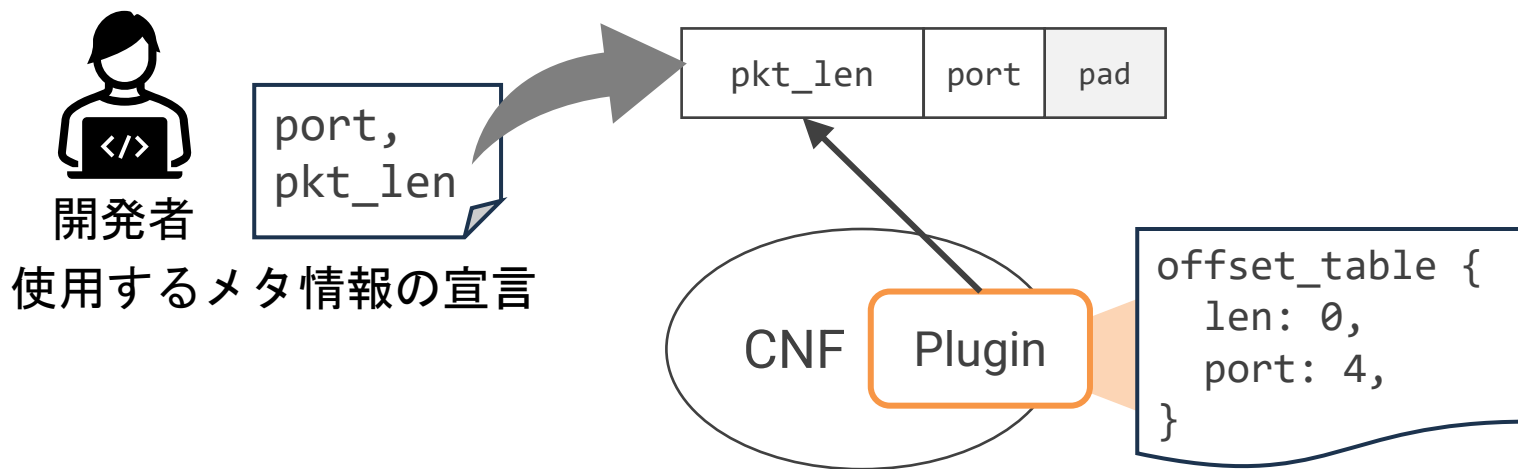 </>
開発者
port,
pkt_len
使用するメタ情報の宣言
pkt_len port pad
CNF Plugin
offset_table {
len: 0,
port: 4,
}